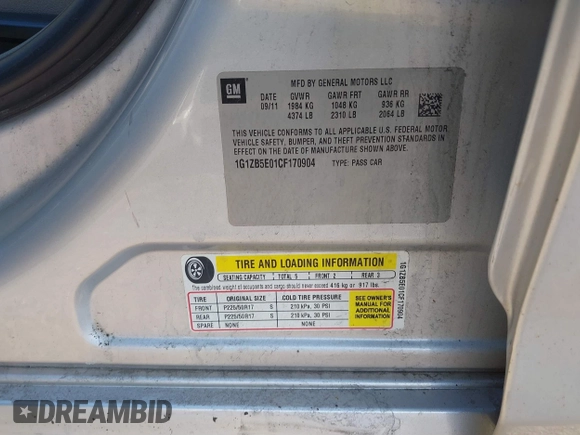 GM
MFD BY GENERAL MOTORS LLC
DATE GVWR GAWR FRT GAWR RR
09/11 1984 KG 1048 KG 936 KG
4374 LB 2310 LB 2064 LB
THIS VEHICLE CONFORMS TO ALL APPLICABLE U.S. FEDERAL MOTOR
VEHICLE SAFETY, BUMPER, AND THEFT PREVENTION STANDARDS
IN EFFECT ON THE DATE OF MANUFACTURE SHOWN ABOVE.
1G1ZB5E01CF170904 TYPE: PASS CAR
TIRE AND LOADING INFORMATION
SEATING CAPACITY TOTAL 5 FRONT 2 REAR 3
The combined weight of occupants and cargo should never exceed 416 kg or 917 lbs.
TIRE ORIGINAL SIZE COLD TIRE PRESSURE
FRONT P225/50R17 S 210 kPa, 30 PSI
REAR P225/50R17 S 210 kPa, 30 PSI
SPARE NONE NONE
SEE OWNER'S
MANUAL FOR
ADDITIONAL
INFORMATION
1G1ZB5E01CF170904
DREAMBID